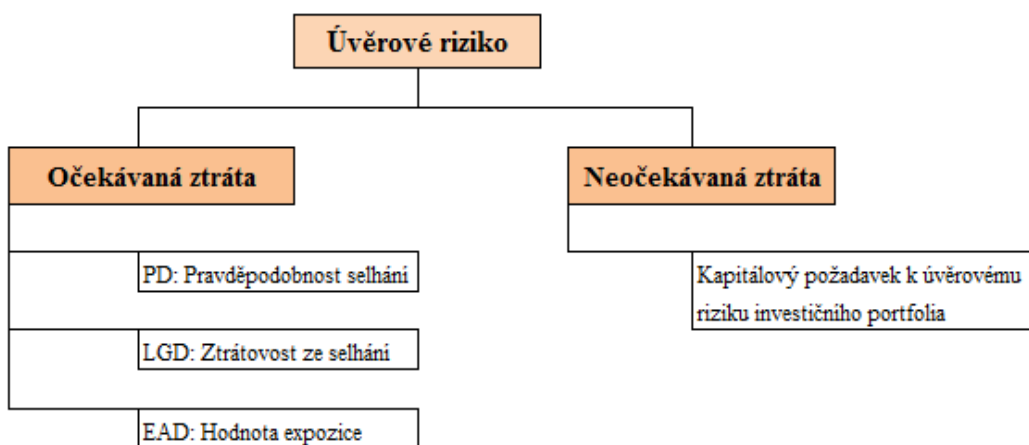 Úvěrové riziko
Očekávaná ztráta
Neočekávaná ztráta
PD: Pravděpodobnost selhání
LGD: Ztrátovost ze selhání
EAD: Hodnota expozice
Kapitálový požadavek k úvěrovému
riziku investičního portfolia